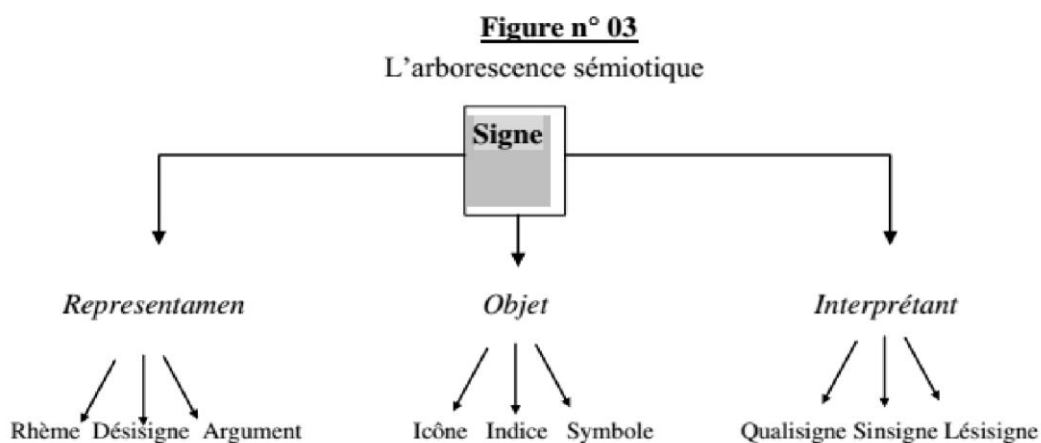 Figure n° 03
L'arborescence sémiotique
Signe
Representamen Objet Interprétant
Rhème Désisigne Argument Icône Indice Symbole Qualisigne Sinsigne Lésisigne